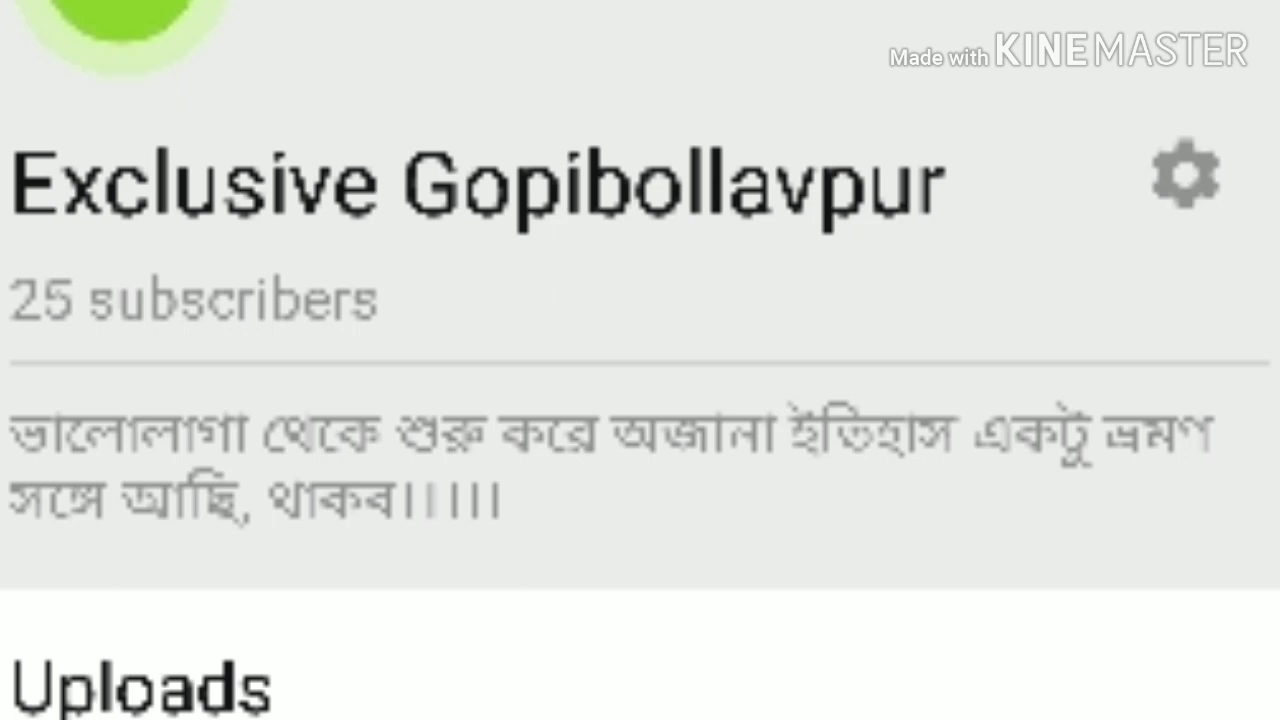 Made with KINEMASTER
Exclusive Gopibollavpur
25 subscribers
ভালোলাগা থেকে শুরু করে অজানা ইতিহাস একটু ভ্রমণ
সঙ্গে আছি, থাকব।।।।।
Uploads